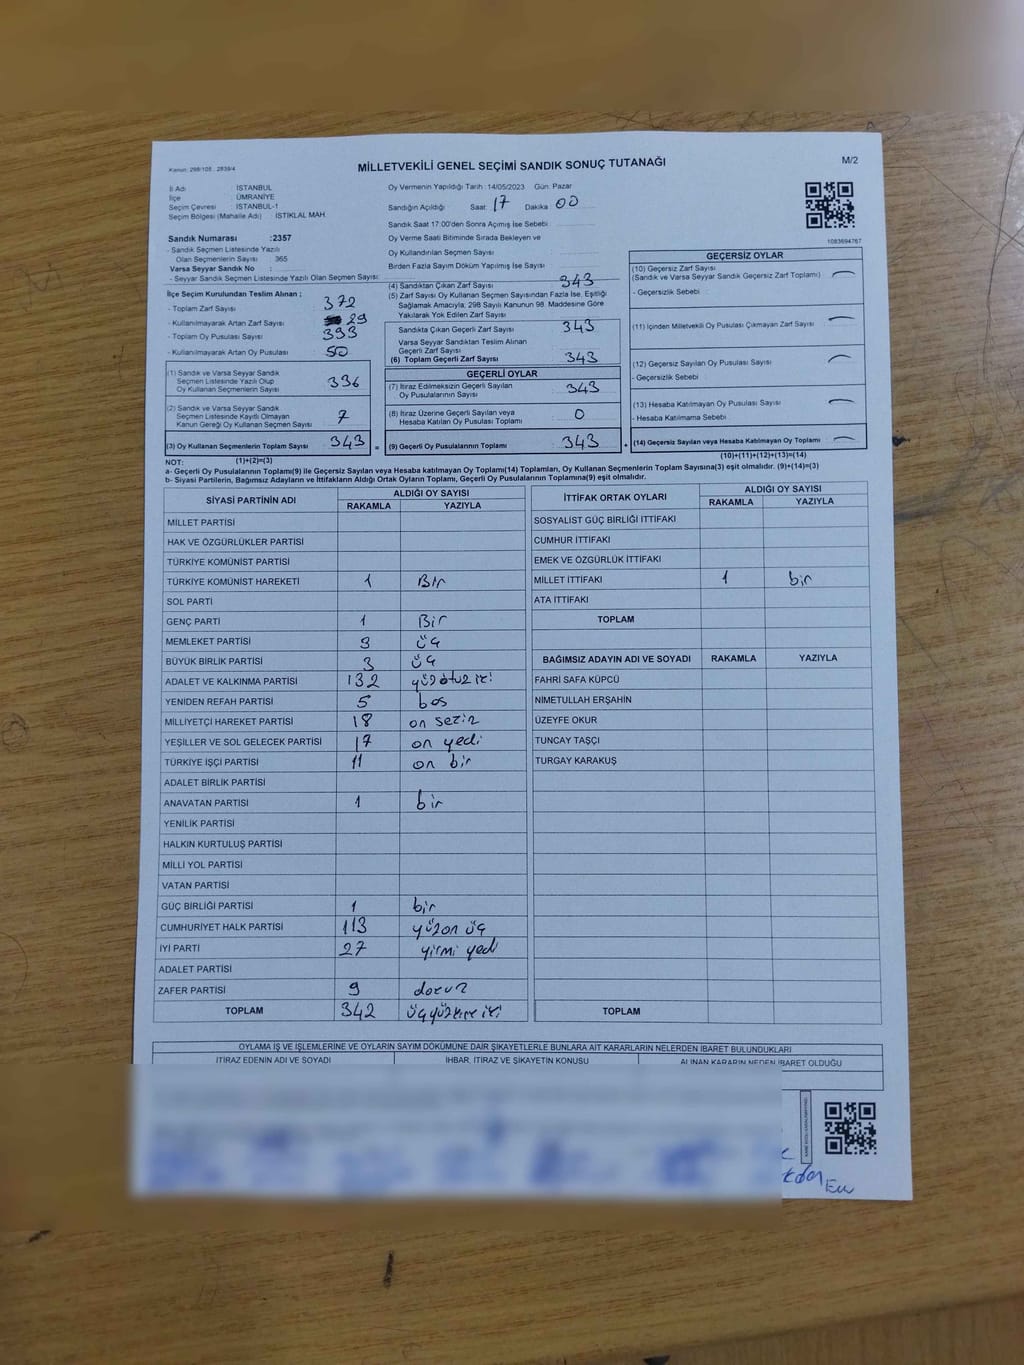 Kanun: 298/105 , 2839/4
MİLLETVEKİLİ GENEL SEÇİMİ SANDIK SONUÇ TUTANAĞI
M/2
İl Adı : İSTANBUL
İlçe : ÜMRANİYE
Seçim Çevresi : İSTANBUL-1
Seçim Bölgesi (Mahalle Adı) : İSTİKLAL MAH.
Sandık Numarası :2357
- Sandık Seçmen Listesinde Yazılı
Olan Seçmenlerin Sayısı : 365
Varsa Seyyar Sandık No :
- Seyyar Sandık Seçmen Listesinde Yazılı Olan Seçmen Sayısı:
Oy Vermenin Yapıldığı Tarih : 14/05/2023 Gün: Pazar
Sandığın Açıldığı Saat: 17 Dakika 00
Sandık Saat 17:00'den Sonra Açımış İse Sebebi :
Oy Verme Saati Bitiminde Sırada Bekleyen ve
Oy Kullandırılan Seçmen Sayısı :
Birden Fazla Sayım Döküm Yapılmış İse Sayısı :
1083694767
İlçe Seçim Kurulundan Teslim Alınan ;
- Toplam Zarf Sayısı : 372
- Kullanılmayarak Artan Zarf Sayısı : 29
- Toplam Oy Pusulası Sayısı : 393
- Kullanılmayarak Artan Oy Pusulası : 50
(1) Sandık ve Varsa Seyyar Sandık
Seçmen Listesinde Yazılı Olup
Oy Kullanan Seçmenlerin Sayısı : 336
(2) Sandık ve Varsa Seyyar Sandık
Seçmen Listesinde Kayıtlı Olmayan
Kanun Gereği Oy Kullanan Seçmen Sayısı : 7
(3) Oy Kullanan Seçmenlerin Toplam Sayısı : 343 =
(1)+(2)=(3)
(4) Sandıktan Çıkan Zarf Sayısı : 343
(5) Zarf Sayısı Oy Kullanan Seçmen Sayısından Fazla İse, Eşitliği
Sağlamak Amacıyla; 298 Sayılı Kanunun 98. Maddesine Göre
Yakılarak Yok Edilen Zarf Sayısı :
Sandıkta Çıkan Geçerli Zarf Sayısı : 343
Varsa Seyyar Sandıktan Teslim Alınan
Geçerli Zarf Sayısı :
(6) Toplam Geçerli Zarf Sayısı : 343
GEÇERLİ OYLAR
(7) İtiraz Edilmeksizin Geçerli Sayılan
Oy Pusulalarının Sayısı : 343
(8) İtiraz Üzerine Geçerli Sayılan veya
Hesaba Katılan Oy Pusulası Toplamı : 0
(9) Geçerli Oy Pusulalarının Toplamı : 343 +
GEÇERSİZ OYLAR
(10) Geçersiz Zarf Sayısı :
(Sandık ve Varsa Seyyar Sandık Geçersiz Zarf Toplamı)
- Geçersizlik Sebebi :
(11) İçinden Milletvekili Oy Pusulası Çıkmayan Zarf Sayısı :
(12) Geçersiz Sayılan Oy Pusulası Sayısı :
- Geçersizlik Sebebi :
(13) Hesaba Katılmayan Oy Pusulası Sayısı :
- Hesaba Katılmama Sebebi :
(14) Geçersiz Sayılan veya Hesaba Katılmayan Oy Toplamı :
(10)+(11)+(12)+(13)=(14)
NOT:
a- Geçerli Oy Pusulalarının Toplamı(9) ile Geçersiz Sayılan veya Hesaba katılmayan Oy Toplamı(14) Toplamları, Oy Kullanan Seçmenlerin Toplam Sayısına(3) eşit olmalıdır. (9)+(14)=(3)
b- Siyasi Partilerin, Bağımsız Adayların ve İttifakların Aldığı Ortak Oyların Toplamı, Geçerli Oy Pusulalarının Toplamına(9) eşit olmalıdır.
SİYASİ PARTİNİN ADI ALDIĞI OY SAYISI
RAKAMLA YAZIYLA
MİLLET PARTİSİ
HAK VE ÖZGÜRLÜKLER PARTİSİ
TÜRKİYE KOMÜNİST PARTİSİ
TÜRKİYE KOMÜNİST HAREKETİ 1 Bir
SOL PARTİ
GENÇ PARTİ 1 Bir
MEMLEKET PARTİSİ 3 üç
BÜYÜK BİRLİK PARTİSİ 3 üç
ADALET VE KALKINMA PARTİSİ 132 yüzotuziki
YENİDEN REFAH PARTİSİ 5 bes
MİLLİYETÇİ HAREKET PARTİSİ 18 on sekiz
YEŞİLLER VE SOL GELECEK PARTİSİ 17 on yedi
TÜRKİYE İŞÇİ PARTİSİ 11 on bir
ADALET BİRLİK PARTİSİ
ANAVATAN PARTİSİ 1 bir
YENİLİK PARTİSİ
HALKIN KURTULUŞ PARTİSİ
MİLLİ YOL PARTİSİ
VATAN PARTİSİ
GÜÇ BİRLİĞİ PARTİSİ 1 bir
CUMHURİYET HALK PARTİSİ 113 yüzon üç
İYİ PARTİ 27 yirmi yedi
ADALET PARTİSİ
ZAFER PARTİSİ 9 dokuz
TOPLAM 342 üçyüzkırkiki
İTTİFAK ORTAK OYLARI ALDIĞI OY SAYISI
RAKAMLA YAZIYLA
SOSYALİST GÜÇ BİRLİĞİ İTTİFAKI
CUMHUR İTTİFAKI
EMEK VE ÖZGÜRLÜK İTTİFAKI
MİLLET İTTİFAKI 1 bir
ATA İTTİFAKI
TOPLAM
BAĞIMSIZ ADAYIN ADI VE SOYADI RAKAMLA YAZIYLA
FAHRİ SAFA KÜPCÜ
NİMETULLAH ERŞAHİN
ÜZEYFE OKUR
TUNCAY TAŞÇI
TURGAY KARAKUŞ
TOPLAM
OYLAMA İŞ VE İŞLEMLERİNE VE OYLARIN SAYIM DÖKÜMÜNE DAİR ŞİKAYETLERLE BUNLARA AİT KARARLARIN NELERDEN İBARET BULUNDUKLARI
İTİRAZ EDENİN ADI VE SOYADI İHBAR, İTİRAZ VE ŞİKAYETİN KONUSU ALINAN KARARIN NEDEN İBARET OLDUĞU